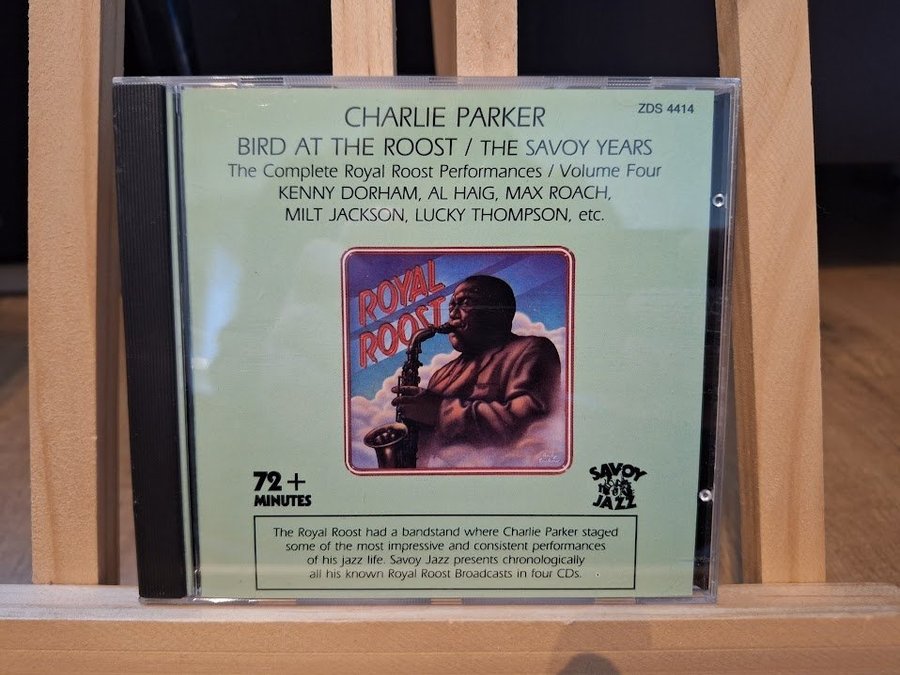 CHARLIE PARKER
ZDS 4414
BIRD AT THE ROOST / THE SAVOY YEARS
The Complete Royal Roost Performances / Volume Four
KENNY DORHAM, AL HAIG, MAX ROACH,
MILT JACKSON, LUCKY THOMPSON, etc.
ROYAL
ROOST
72+
MINUTES
SAVOY
JAZZ
The Royal Roost had a bandstand where Charlie Parker staged
some of the most impressive and consistent performances
of his jazz life. Savoy Jazz presents chronologically
all his known Royal Roost Broadcasts in four CDs.